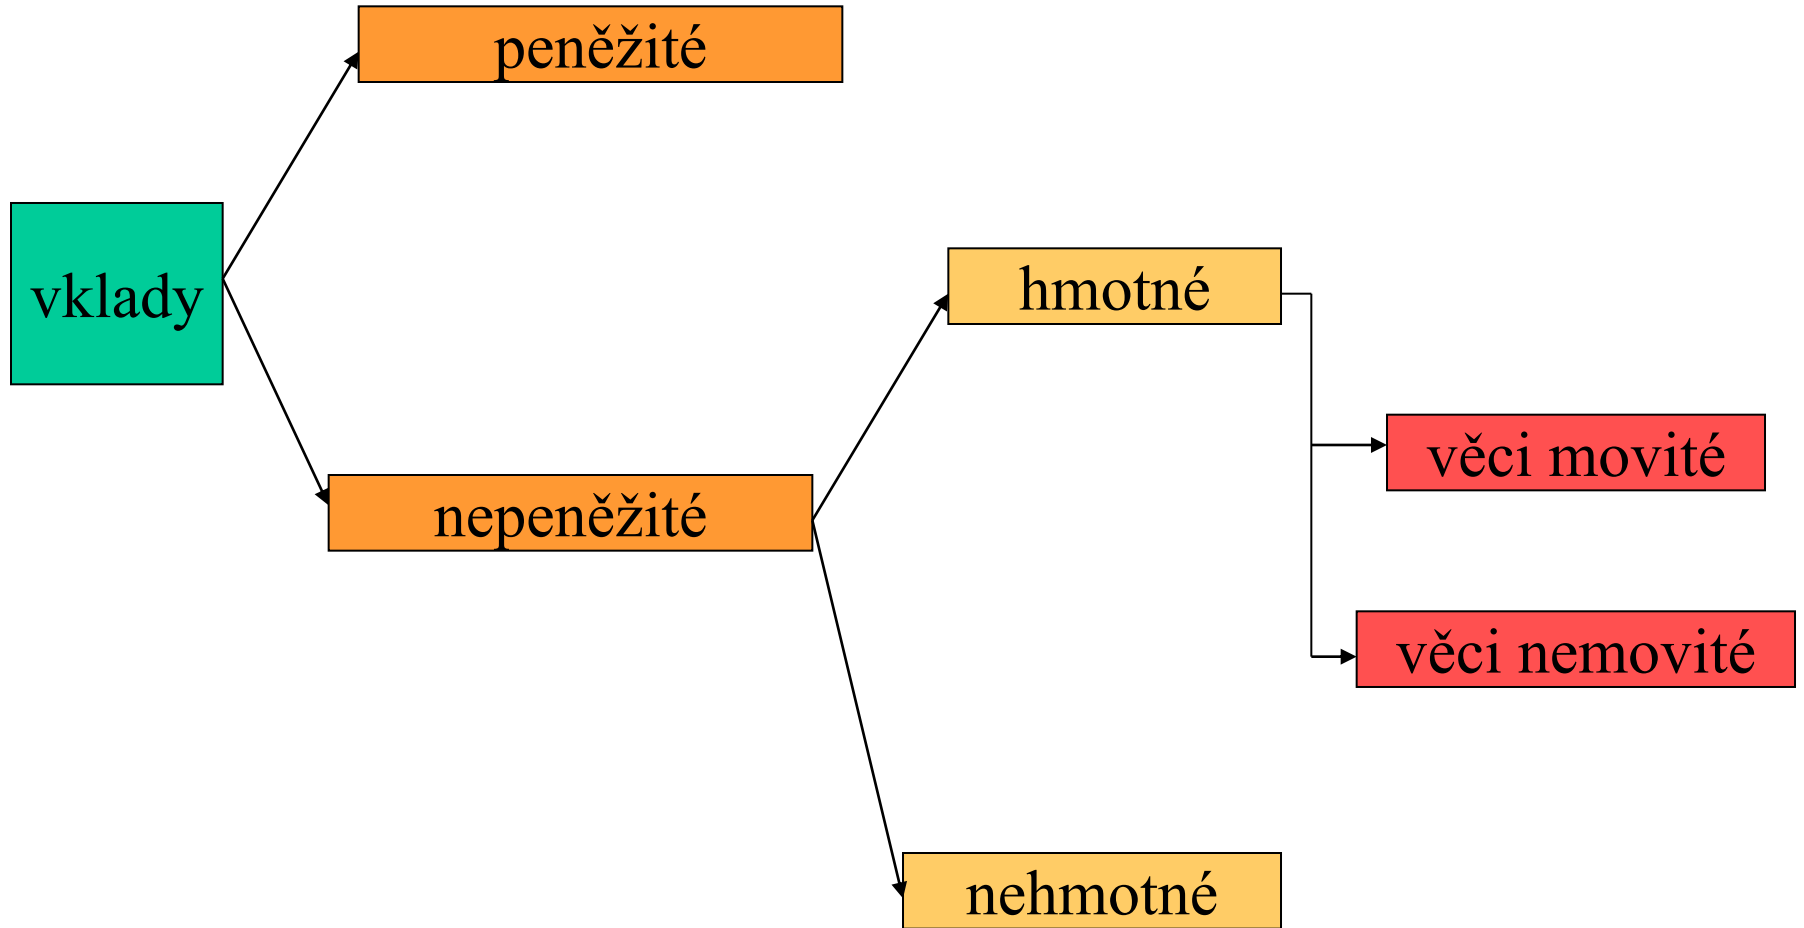 peněžité
vklady
hmotné
věci movité
nepeněžité
věci nemovité
nehmotné